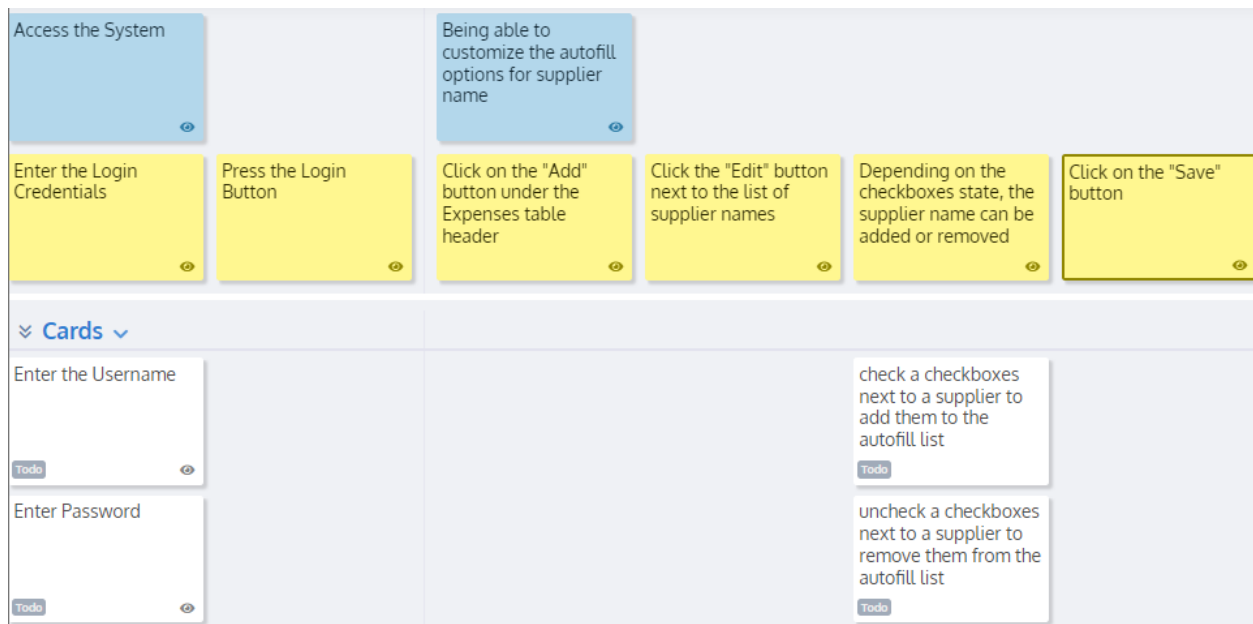 Access the System
Being able to
customize the autofill
options for supplier
name
Enter the Login
Credentials
Press the Login
Button
Click on the "Add"
button under the
Expenses table
header
Click the "Edit" button
next to the list of
supplier names
Depending on the
checkboxes state, the
supplier name can be
added or removed
Click on the "Save"
button
Cards
Enter the Username
Todo
check a checkboxes
next to a supplier to
add them to the
autofill list
Todo
Enter Password
Todo
uncheck a checkboxes
next to a supplier to
remove them from the
autofill list
Todo